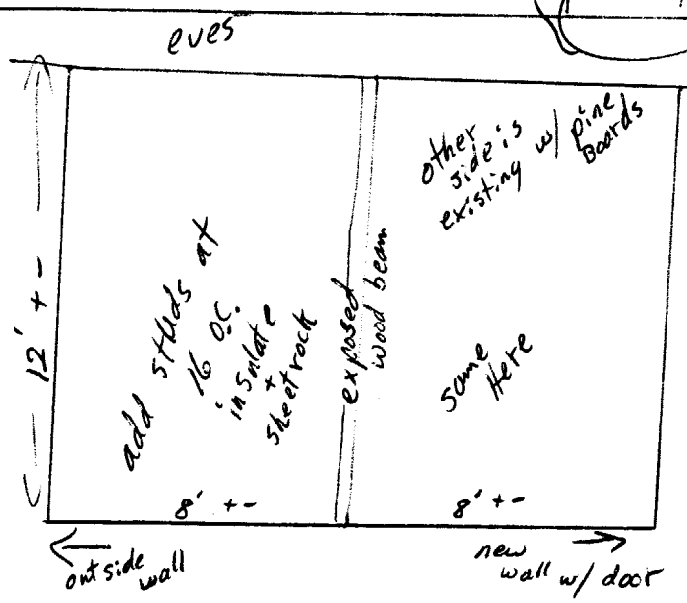 eves
other
side is
existing w/ pine
Boards
12' + -
add studs at
16 o.c.
insulate
+
sheetrock
exposed
wood beam
same
Here
8' + -
8' + -
outside
wall
new
wall w/ door